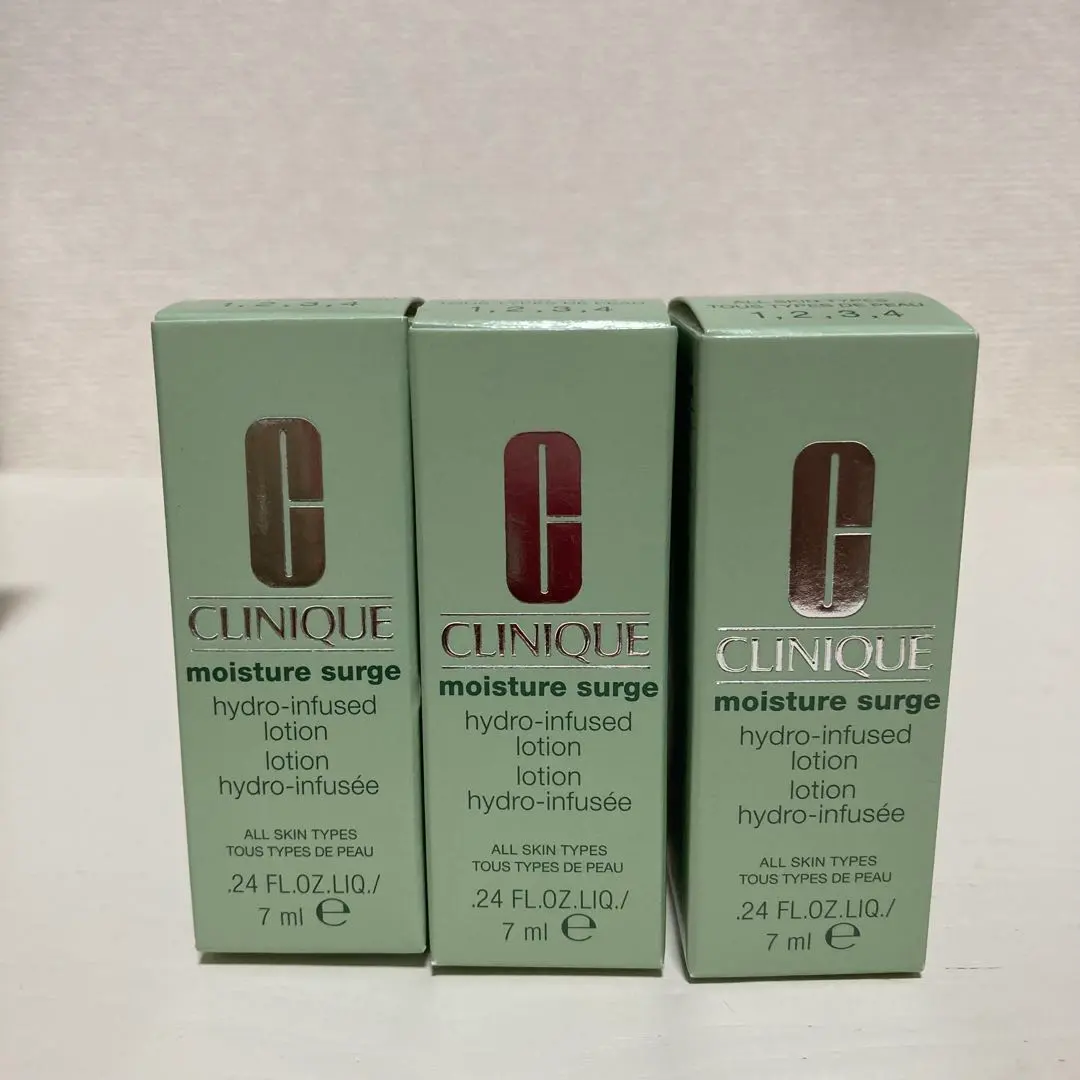 1,2,3,4
C
CLINIQUE
moisture surge
hydro-infused
lotion
lotion
hydro-infusée
ALL SKIN TYPES
TOUS TYPES DE PEAU
.24 FL.OZ.LIQ./
7 ml e
TOUS TYPES DE PEAU
1,2,3,4
C
CLINIQUE
moisture surge
hydro-infused
lotion
lotion
hydro-infusée
ALL SKIN TYPES
TOUS TYPES DE PEAU
.24 FL.OZ.LIQ./
7 ml e
ALL SKIN TYPES
TOUS TYPES DE PEAU
1,2,3,4
C
CLINIQUE
moisture surge
hydro-infused
lotion
lotion
hydro-infusée
ALL SKIN TYPES
TOUS TYPES DE PEAU
.24 FL.OZ.LIQ./
7 ml e